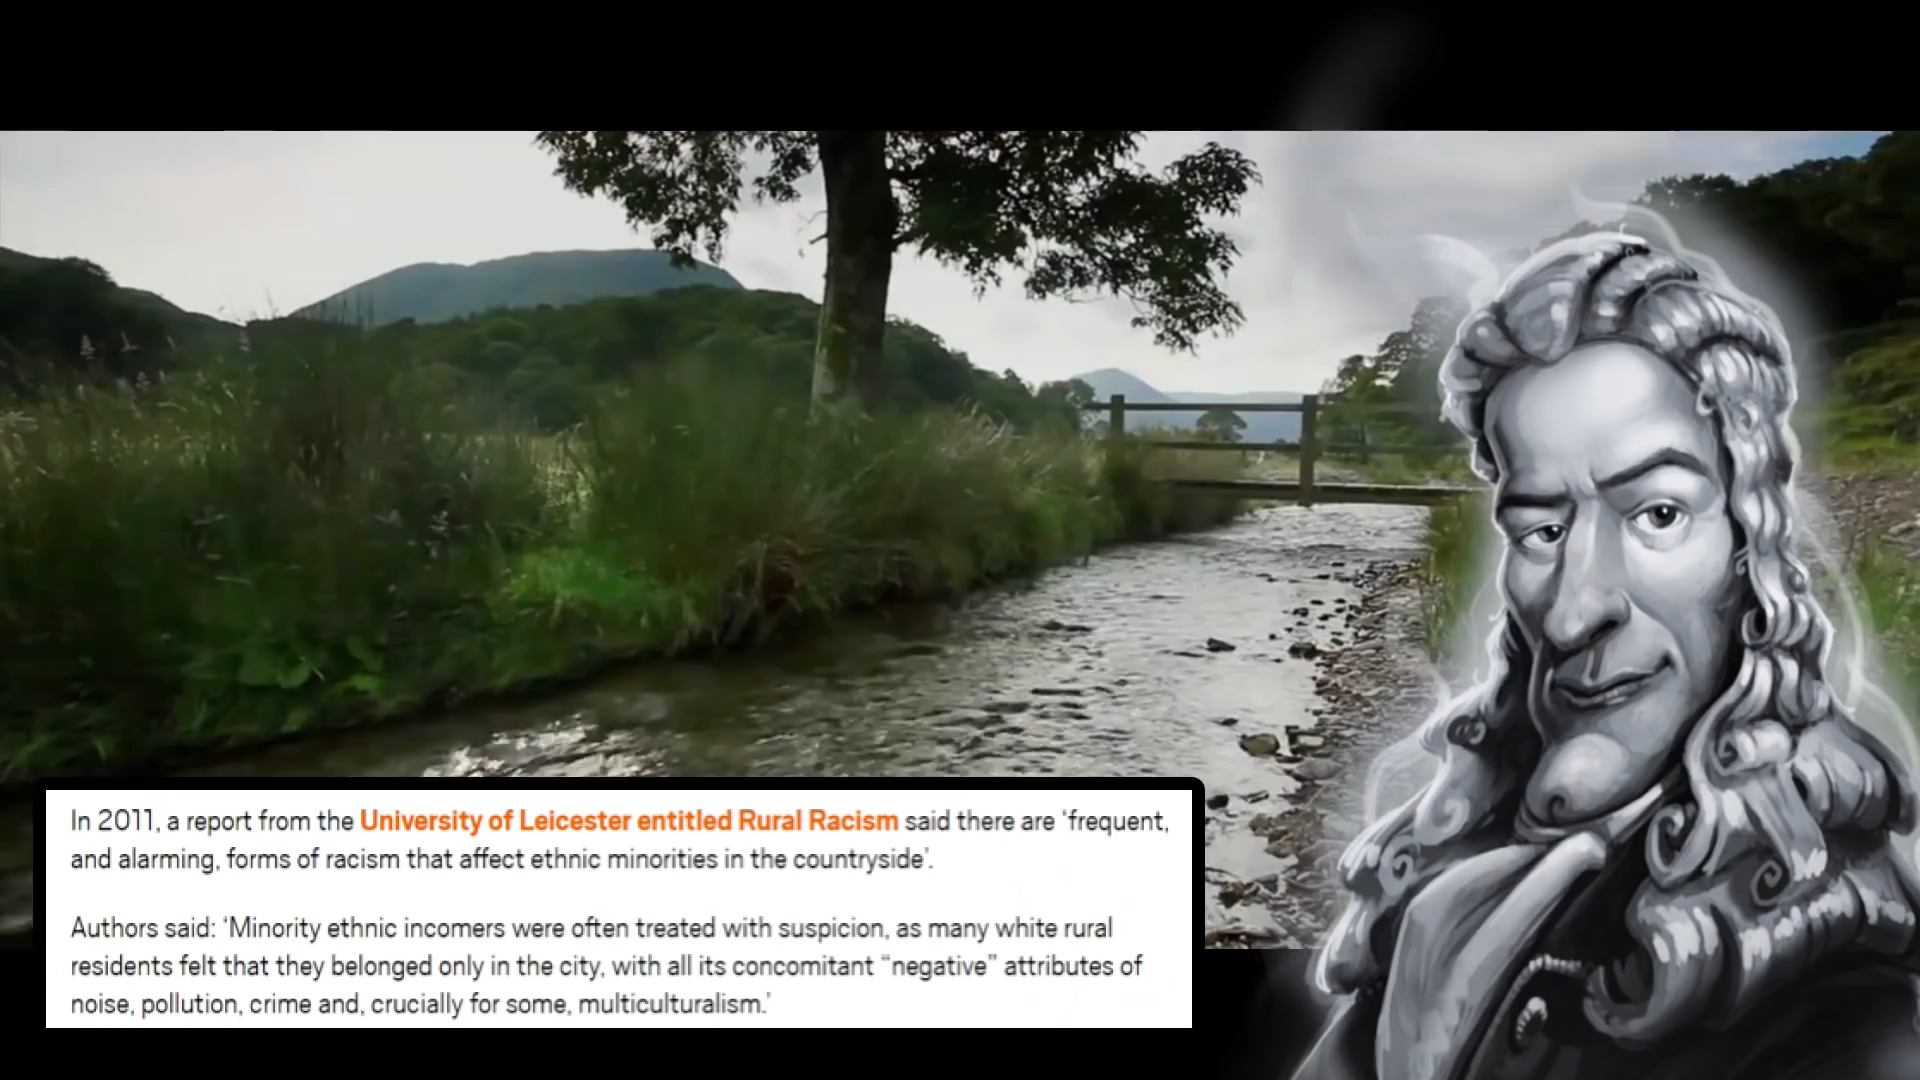 In 2011, a report from the University of Leicester entitled Rural Racism said there are ‘frequent,
and alarming, forms of racism that affect ethnic minorities in the countryside’.
Authors said: ‘Minority ethnic incomers were often treated with suspicion, as many white rural
residents felt that they belonged only in the city, with all its concomitant “negative” attributes of
noise, pollution, crime and, crucially for some, multiculturalism.’